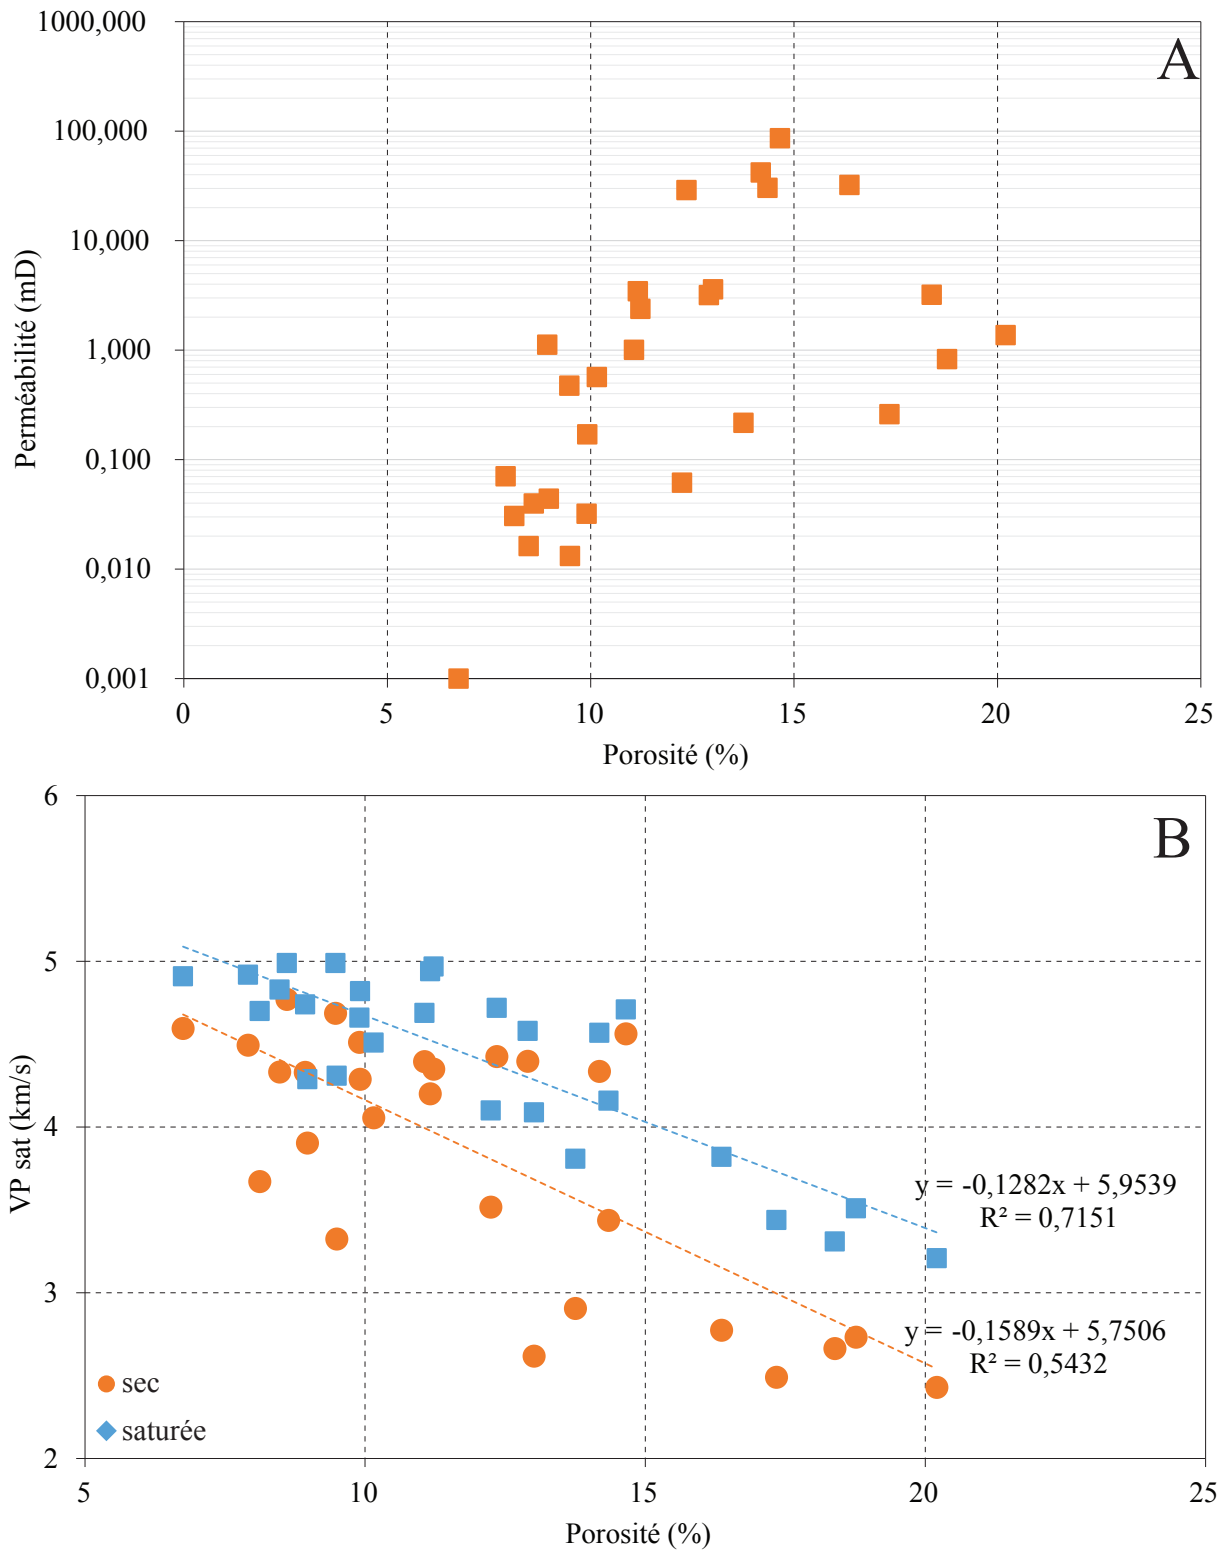 A
1000,000
100,000
10,000
1,000
0,100
0,010
0,001
Perméabilité (mD)
0
5
10
15
20
25
Porosité (%)
B
6
5
4
3
2
VP sat (km/s)
y = -0,1282x + 5,9539
R² = 0,7151
y = -0,1589x + 5,7506
R² = 0,5432
sec
saturée
5
10
15
20
25
Porosité (%)